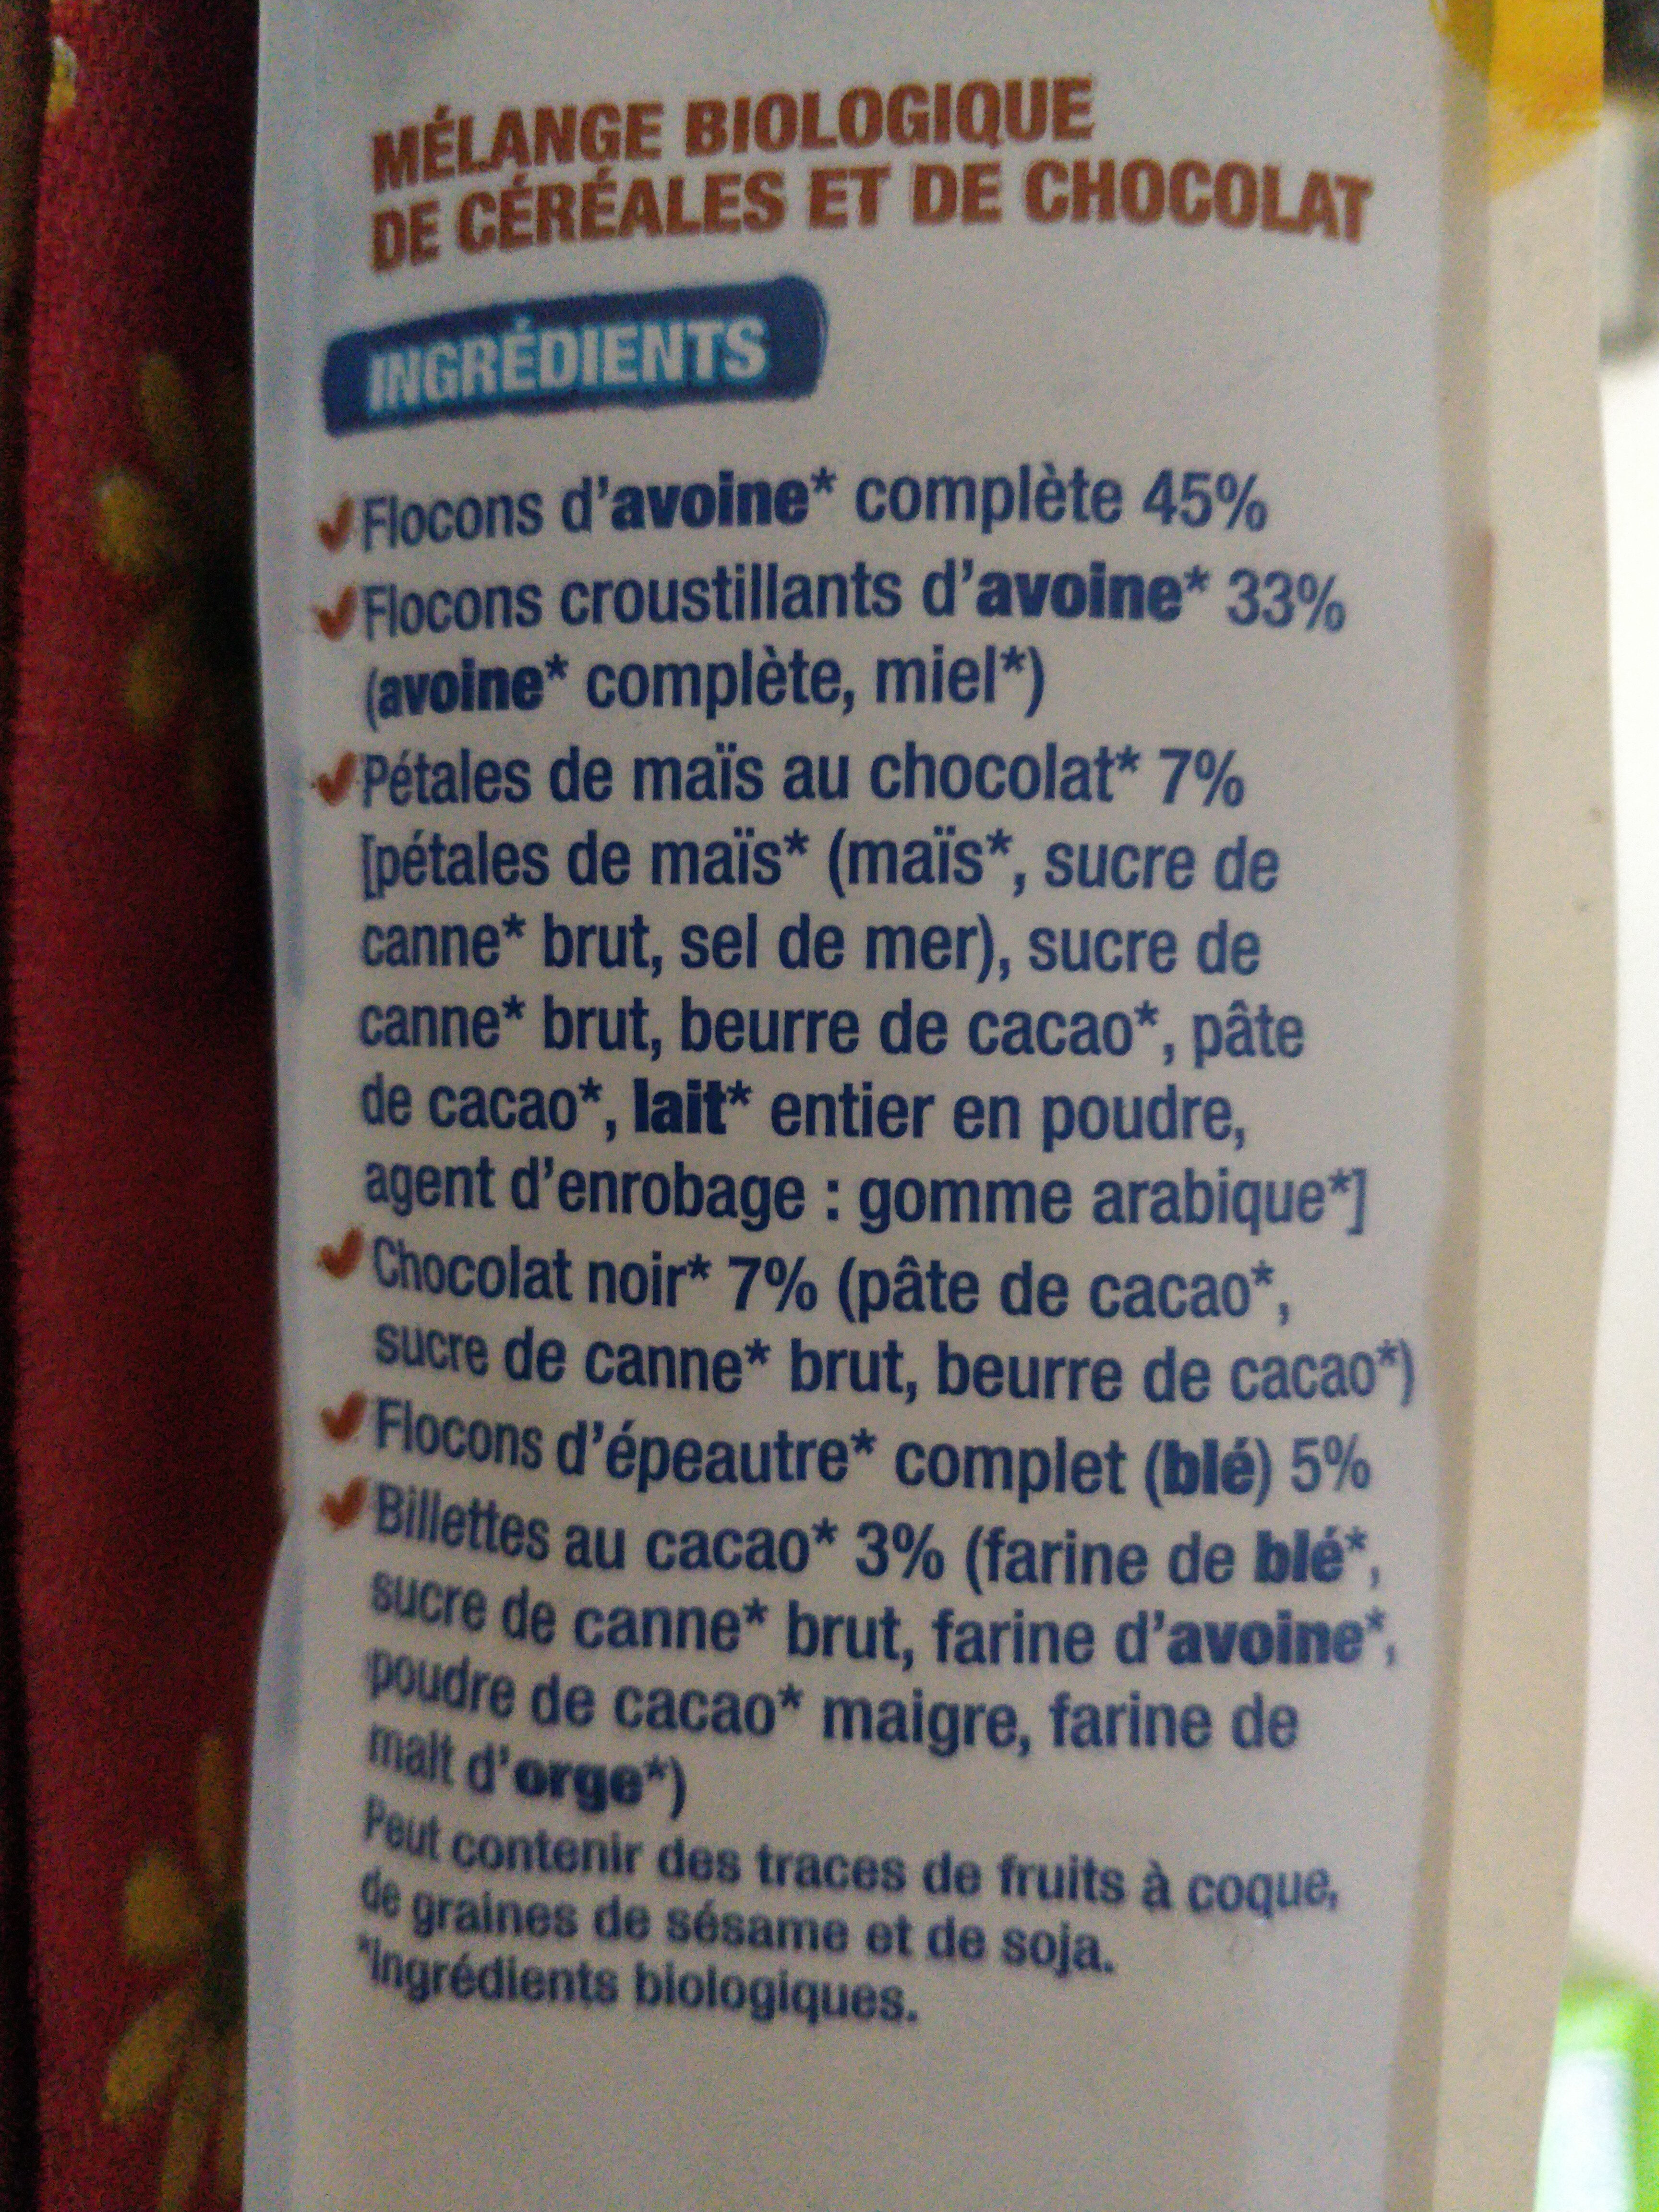 MÉLANGE BIOLOGIQUE
DE CÉRÉALES ET DE CHOCOLAT
INGRÉDIENTS
Flocons d'avoine* complète 45%
Flocons croustillants d'avoine* 33%
(avoine* complète, miel*)
Pétales de maïs au chocolat* 7%
[pétales de maïs* (maïs*, sucre de
canne* brut, sel de mer), sucre de
canne* brut, beurre de cacao*, pâte
de cacao*, lait* entier en poudre,
agent d'enrobage : gomme arabique*]
Chocolat noir* 7% (pâte de cacao*,
sucre de canne* brut, beurre de cacao*)
Flocons d'épeautre* complet (blé) 5%
Billettes au cacao* 3% (farine de blé*,
sucre de canne* brut, farine d'avoine*,
poudre de cacao* maigre, farine de
malt d'orge*)
Peut contenir des traces de fruits à coque,
de graines de sésame et de soja.
*Ingrédients biologiques.